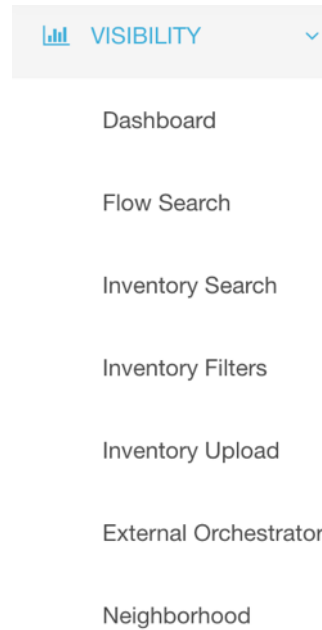 VISIBILITY
Dashboard
Flow Search
Inventory Search
Inventory Filters
Inventory Upload
External Orchestrator
Neighborhood